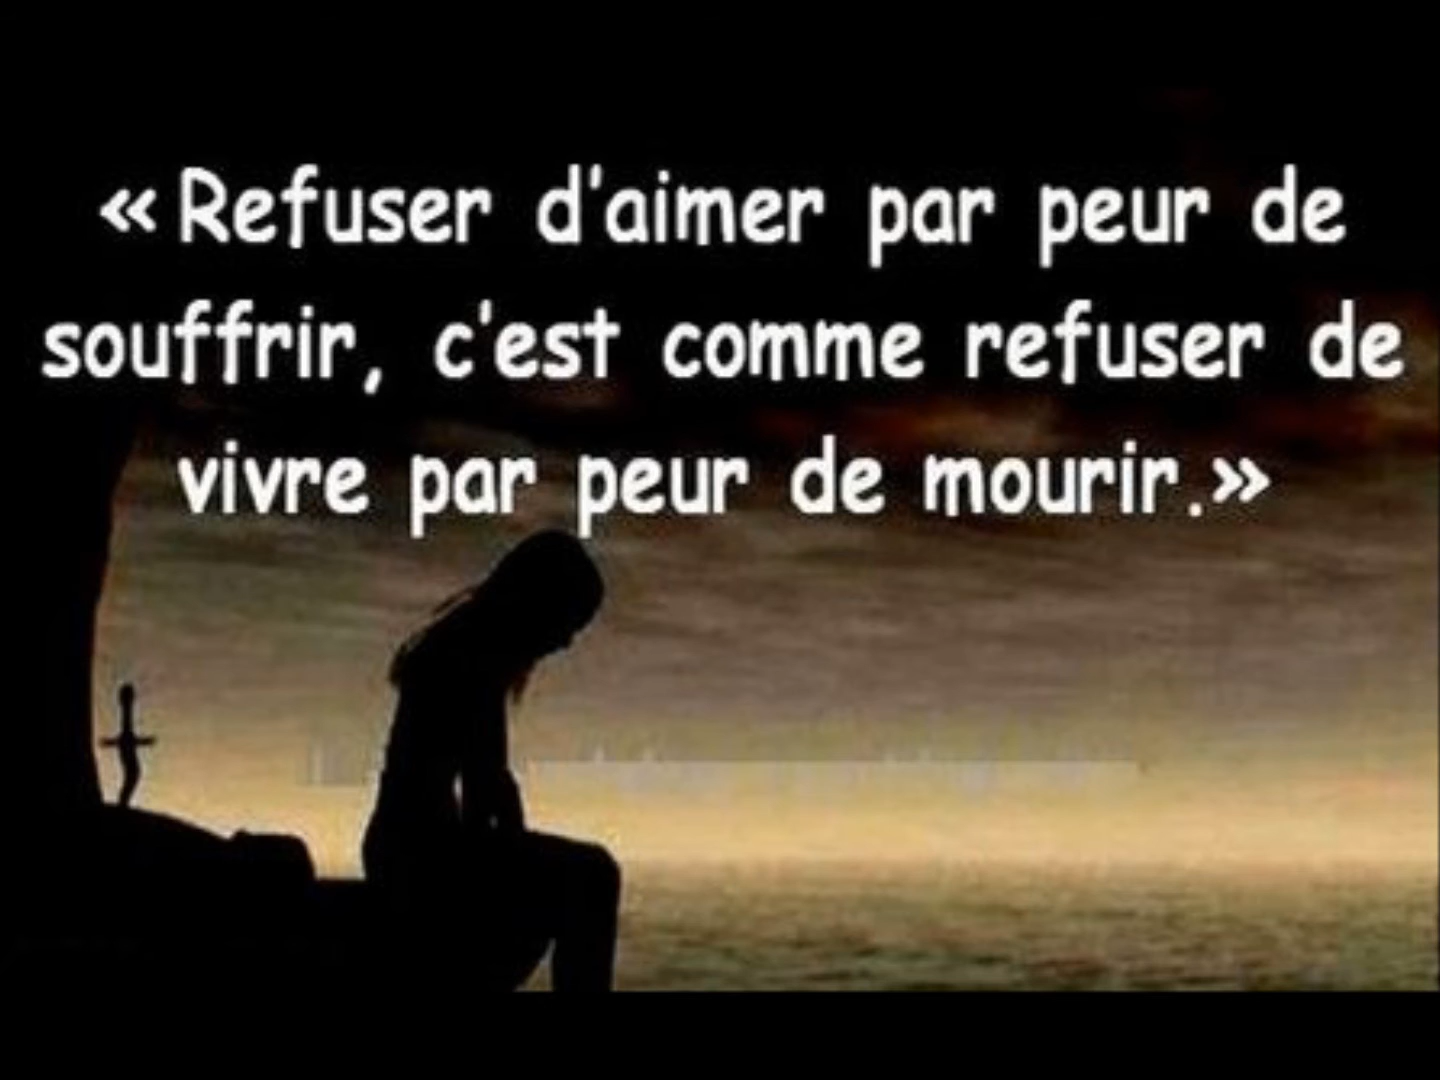 « Refuser d'aimer par peur de
souffrir, c'est comme refuser de
vivre par peur de mourir.»